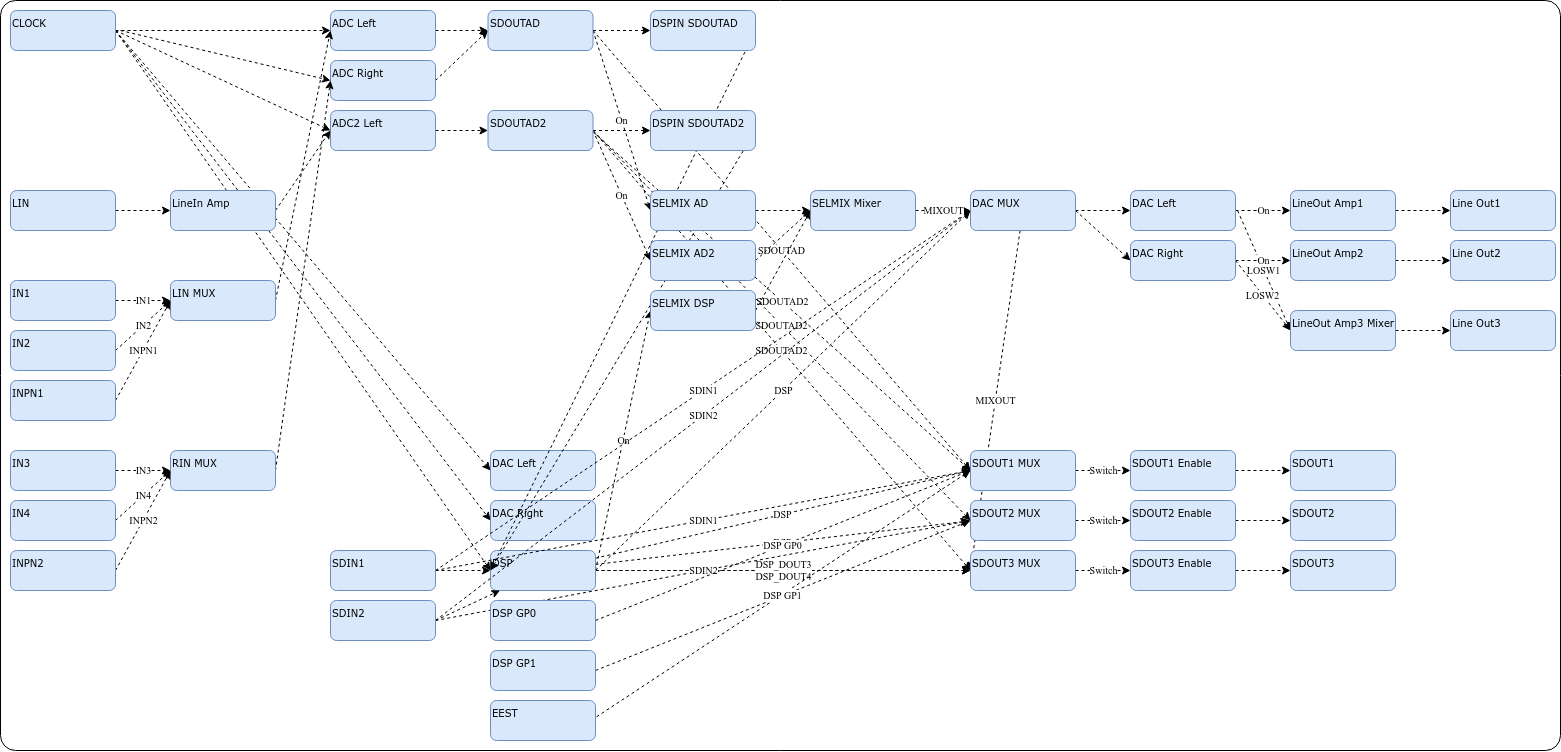 CLOCK
ADC Left
SDOUTAD
DSPIN SDOUTAD
ADC Right
ADC2 Left
SDOUTAD2
On
DSPIN SDOUTAD2
LIN
LineIn Amp
On
SELMIX AD
SELMIX Mixer
MIXOUT
DAC MUX
DAC Left
On
LineOut Amp1
Line Out1
SELMIX AD2
SDOUTAD
DAC Right
On
LOSW1
LineOut Amp2
Line Out2
IN1
IN1
LIN MUX
SELMIX DSP
SDOUTAD2
LOSW2
IN2
IN2
SDOUTAD2
LineOut Amp3 Mixer
Line Out3
INPN1
SDOUTAD2
INPN1
SDIN1
DSP
MIXOUT
SDIN2
On
IN3
IN3
RIN MUX
DAC Left
SDOUT1 MUX
Switch
SDOUT1 Enable
SDOUT1
IN4
IN4
INPN2
DAC Right
SDIN1
DSP
SDOUT2 MUX
Switch
SDOUT2 Enable
SDOUT2
DSP GP0
INPN2
SDIN1
DSP
SDIN2
DSP_DOUT3
DSP_DOUT4
SDOUT3 MUX
Switch
SDOUT3 Enable
SDOUT3
DSP GP1
SDIN2
DSP GP0
DSP GP1
EEST